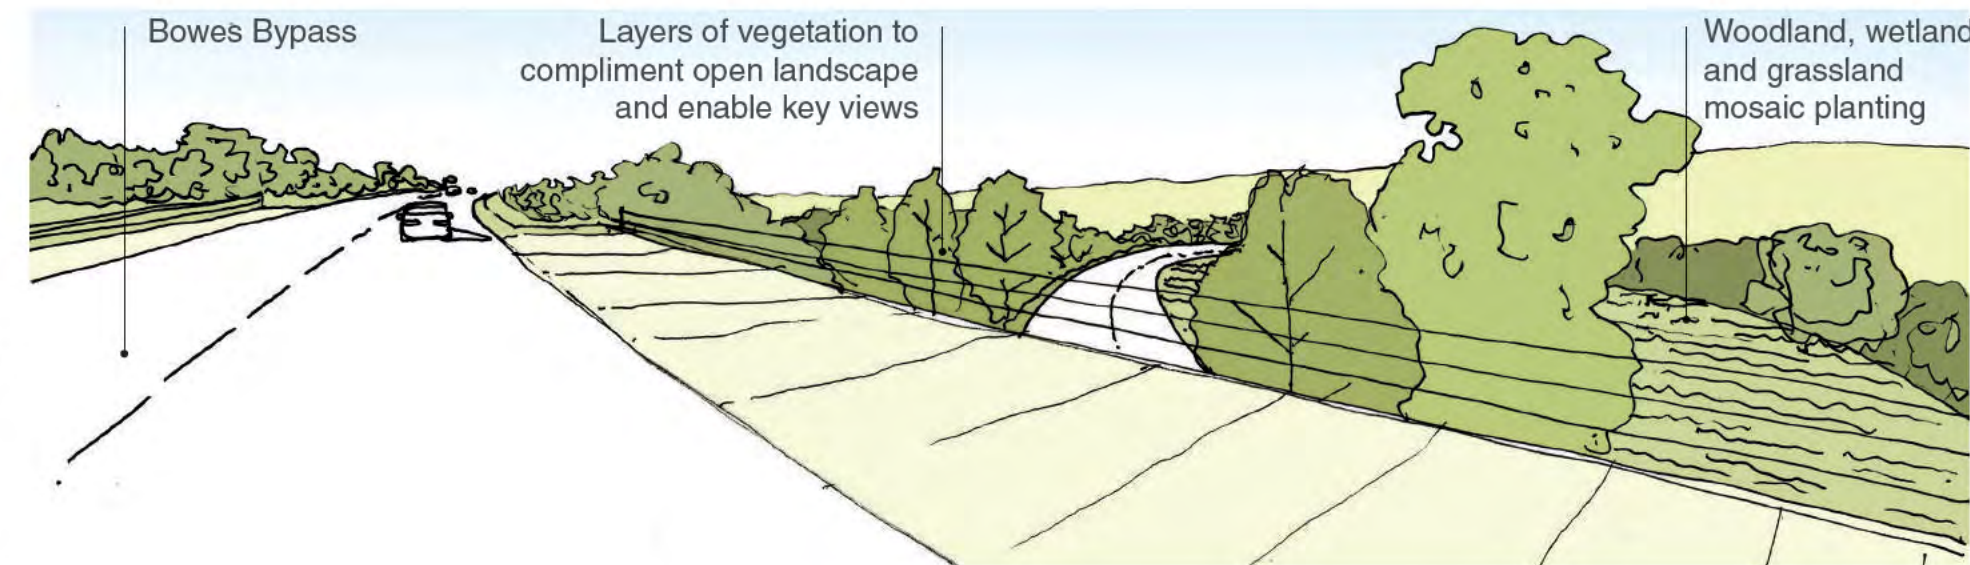 Bowes Bypass
Layers of vegetation to
compliment open landscape
and enable key views
Woodland, wetland
and grassland
mosaic planting